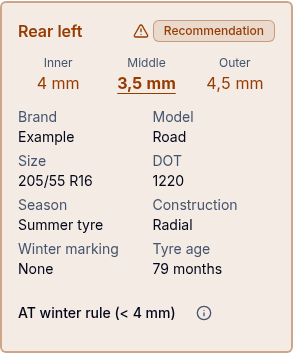 Rear left Recommendation
Inner Middle Outer
4 mm 3,5 mm 4,5 mm
Brand Model
Example Road
Size DOT
205/55 R16 1220
Season Construction
Summer tyre Radial
Winter marking Tyre age
None 79 months
AT winter rule (< 4 mm)